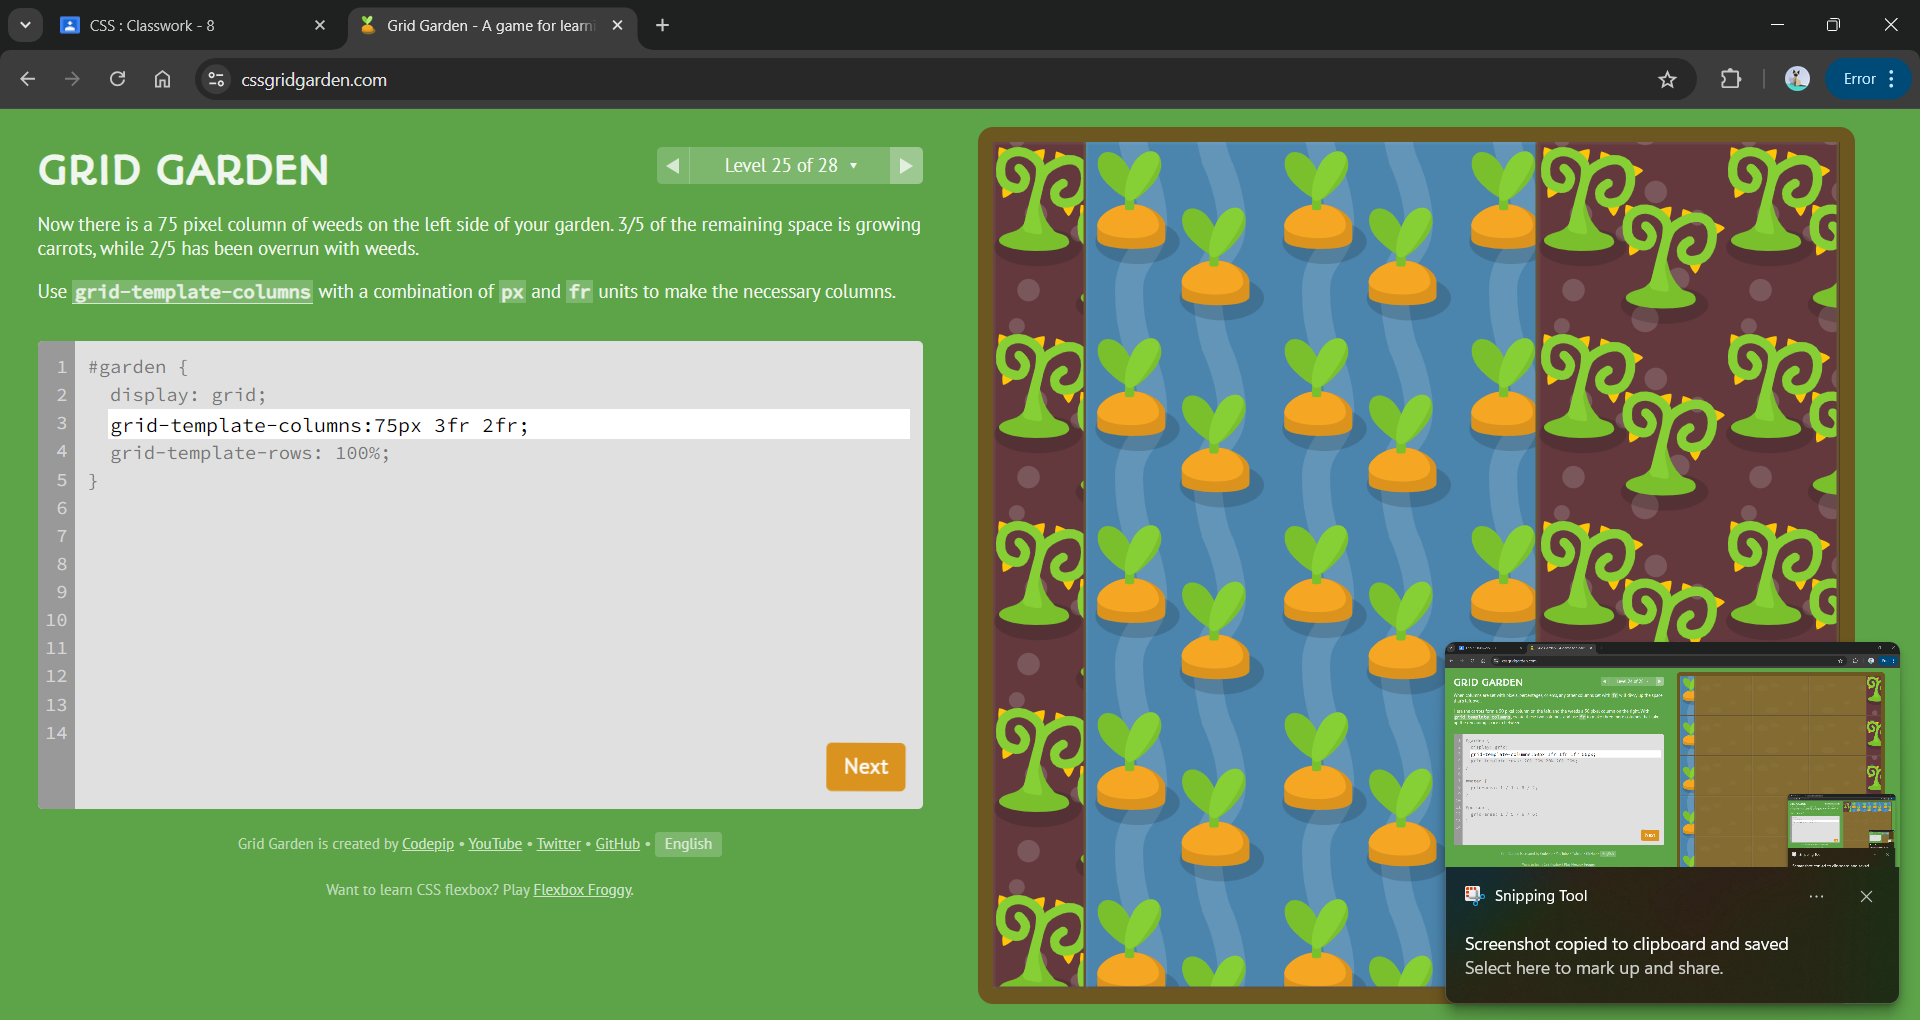 CSS : Classwork - 8
Grid Garden - A game for learni
cssgridgarden.com
Error
GRID GARDEN
Level 25 of 28
Now there is a 75 pixel column of weeds on the left side of your garden. 3/5 of the remaining space is growing
carrots, while 2/5 has been overrun with weeds.
Use grid-template-columns with a combination of px and fr units to make the necessary columns.
1 #garden {
2 display: grid;
3 grid-template-columns:75px 3fr 2fr;
4 grid-template-rows: 100%;
5 }
6
7
8
9
10
11
12
13
14
Next
Grid Garden is created by Codepip • YouTube • Twitter • GitHub • English
Want to learn CSS flexbox? Play Flexbox Froggy.
GRID GARDEN
Snipping Tool
Screenshot copied to clipboard and saved
Select here to mark up and share.